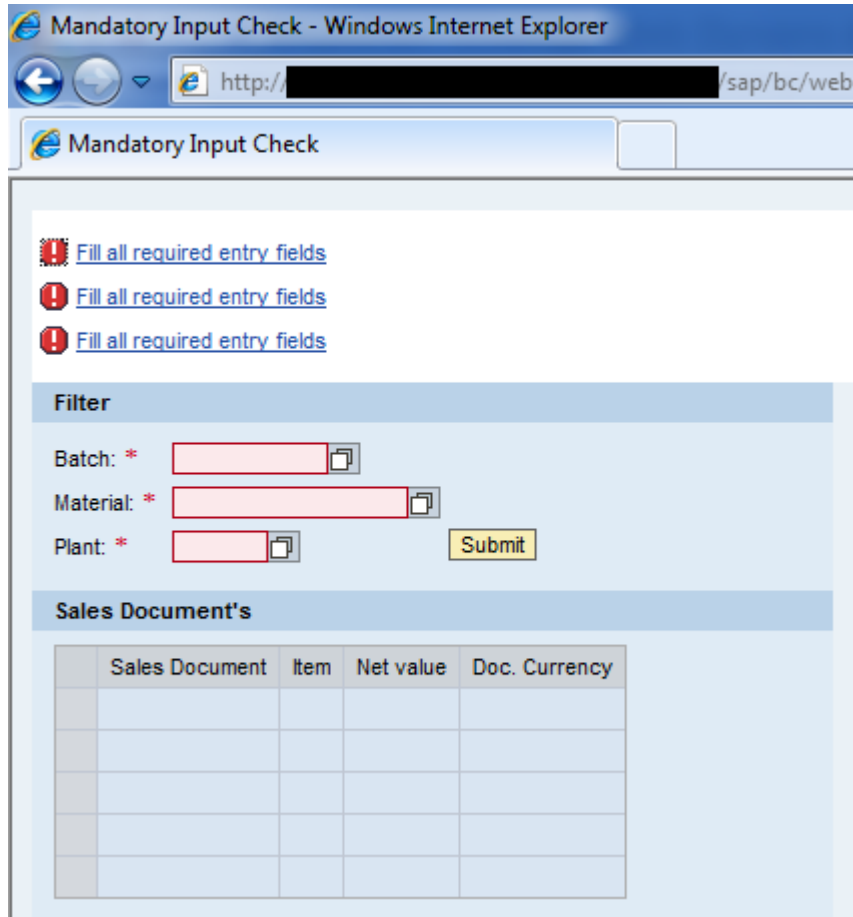 Mandatory Input Check - Windows Internet Explorer
http:// /sap/bc/web
Mandatory Input Check
Fill all required entry fields
Fill all required entry fields
Fill all required entry fields
Filter
Batch: *
Material: *
Plant: * Submit
Sales Document's
Sales Document Item Net value Doc. Currency